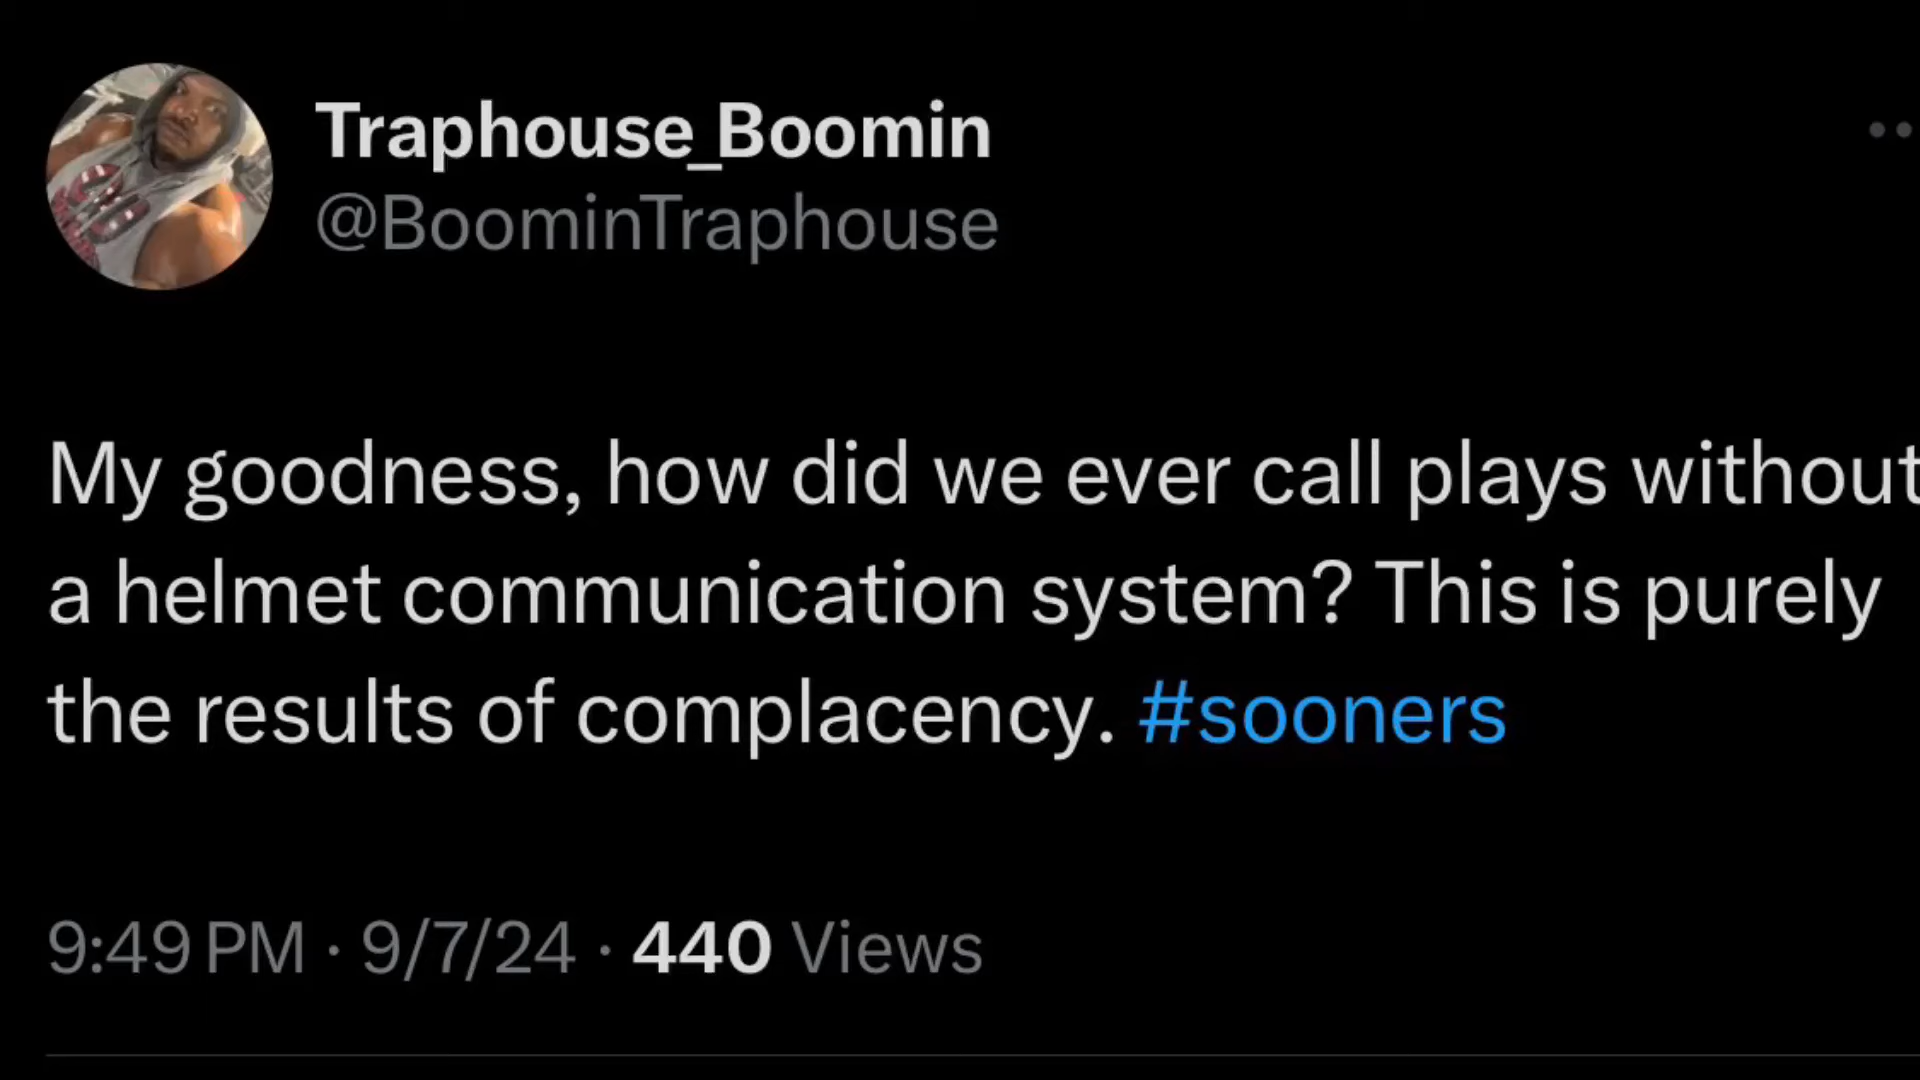 Traphouse_Boomin
@BoominTraphouse
My goodness, how did we ever call plays without
a helmet communication system? This is purely
the results of complacency. #sooners
9:49 PM · 9/7/24 · 440 Views